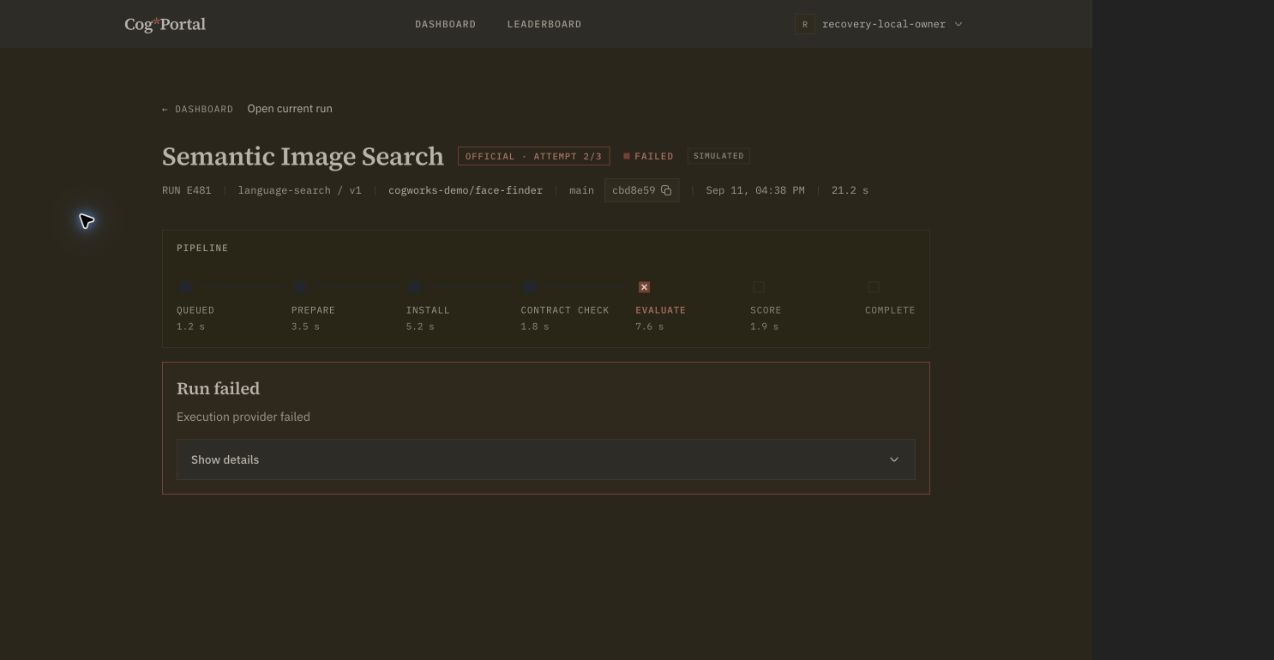 Cog*Portal
DASHBOARD LEADERBOARD
R recovery-local-owner
← DASHBOARD Open current run
Semantic Image Search OFFICIAL · ATTEMPT 2/3 FAILED SIMULATED
RUN E481 | language-search / v1 | cogworks-demo/face-finder | main cbd8e59 | Sep 11, 04:38 PM | 21.2 s
PIPELINE
QUEUED PREPARE INSTALL CONTRACT CHECK EVALUATE SCORE COMPLETE
1.2 s 3.5 s 5.2 s 1.8 s 7.6 s 1.9 s
Run failed
Execution provider failed
Show details